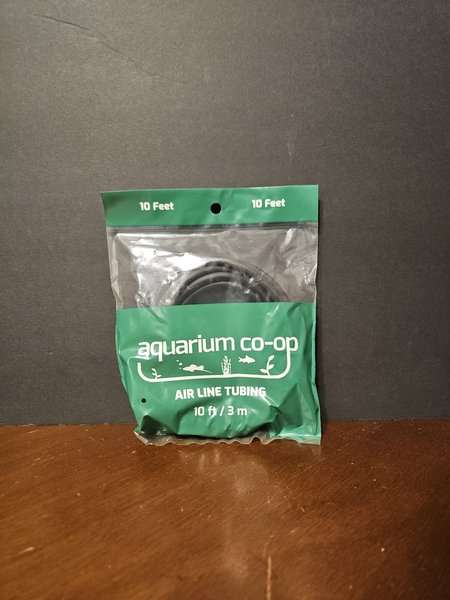 10 Feet 10 Feet
aquarium co-op
AIR LINE TUBING
10 ft / 3 m